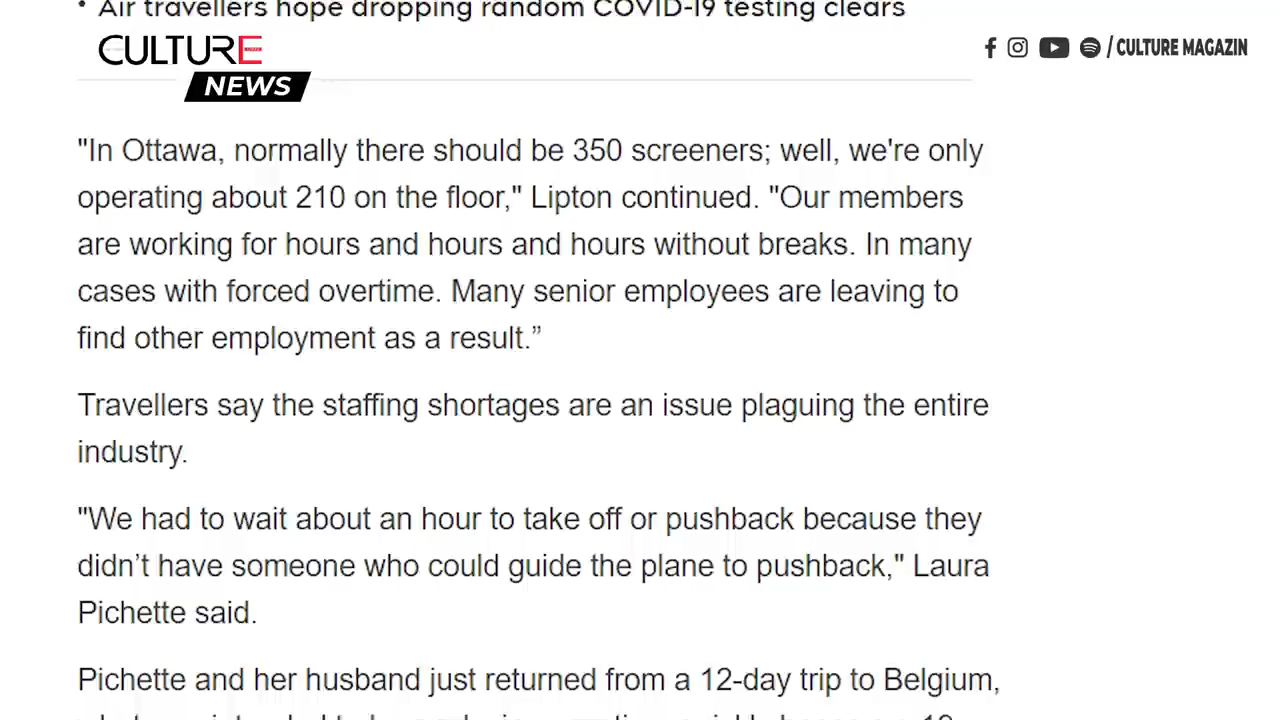 • Air travellers hope dropping random COVID-19 testing clears
CULTURE
NEWS
/ CULTURE MAGAZIN
"In Ottawa, normally there should be 350 screeners; well, we're only
operating about 210 on the floor," Lipton continued. "Our members
are working for hours and hours and hours without breaks. In many
cases with forced overtime. Many senior employees are leaving to
find other employment as a result.”
Travellers say the staffing shortages are an issue plaguing the entire
industry.
"We had to wait about an hour to take off or pushback because they
didn’t have someone who could guide the plane to pushback," Laura
Pichette said.
Pichette and her husband just returned from a 12-day trip to Belgium,